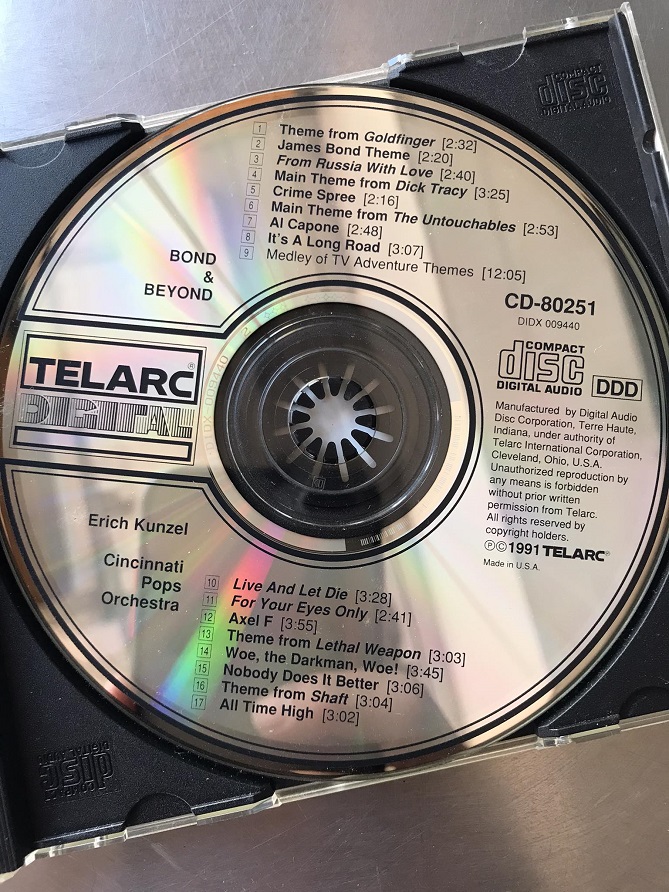 COMPACT
disc
DIGITAL AUDIO
1 Theme from Goldfinger [2:32]
2 James Bond Theme [2:20]
3 From Russia With Love [2:40]
4 Main Theme from Dick Tracy [3:25]
5 Crime Spree [2:16]
6 Main Theme from The Untouchables [2:53]
7 Al Capone [2:48]
8 It's A Long Road [3:07]
9 Medley of TV Adventure Themes [12:05]
BOND
&
BEYOND
CD-80251
DIDX 009440
COMPACT
disc
DIGITAL AUDIO
DDD
TELARC®
DIGITAL
Manufactured by Digital Audio
Disc Corporation, Terre Haute,
Indiana, under authority of
Telarc International Corporation,
Cleveland, Ohio, U.S.A.
Unauthorized reproduction by
any means is forbidden
without prior written
permission from Telarc.
All rights reserved by
copyright holders.
℗©1991 TELARC®
Made in U.S.A.
Erich Kunzel
Cincinnati
Pops
Orchestra
10 Live And Let Die [3:28]
11 For Your Eyes Only [2:41]
12 Axel F [3:55]
13 Theme from Lethal Weapon [3:03]
14 Woe, the Darkman, Woe! [3:45]
15 Nobody Does It Better [3:06]
16 Theme from Shaft [3:04]
17 All Time High [3:02]
COMPACT
disc
DIGITAL AUDIO